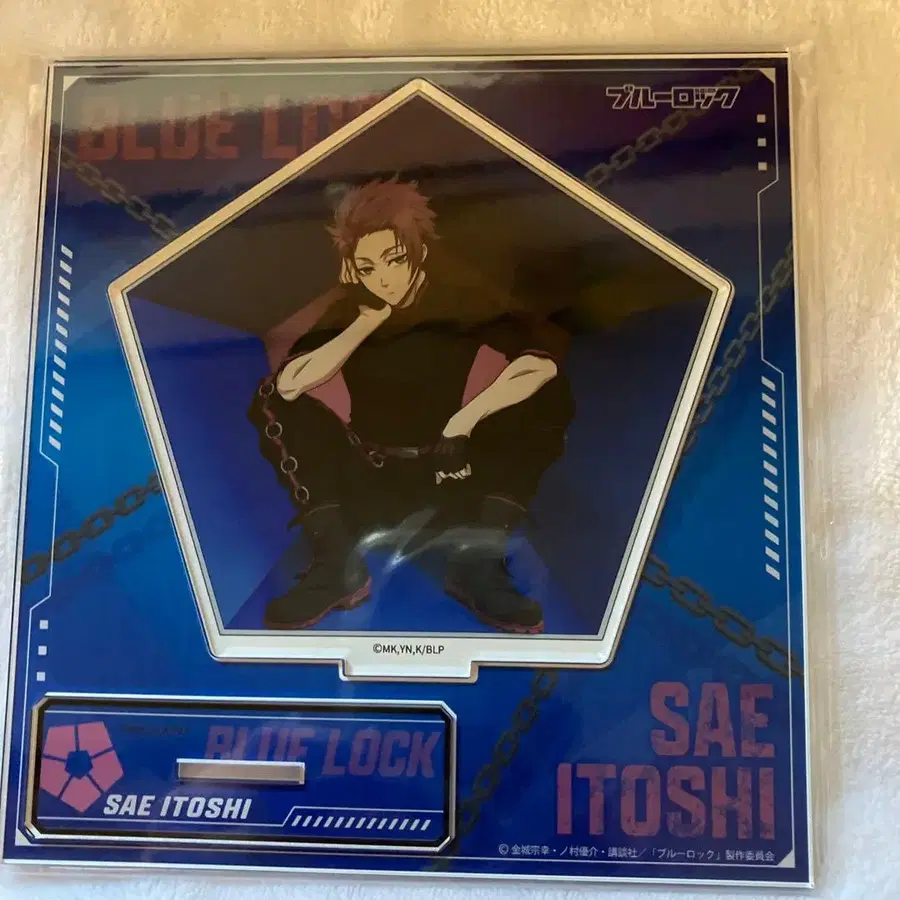 BLUE LOC
ブルーロック
©MK,YN,K/BLP
BLUE LOCK
SAE ITOSHI
SAE
ITOSHI
© 金城宗幸・ノ村優介・講談社/「ブルーロック」製作委員会